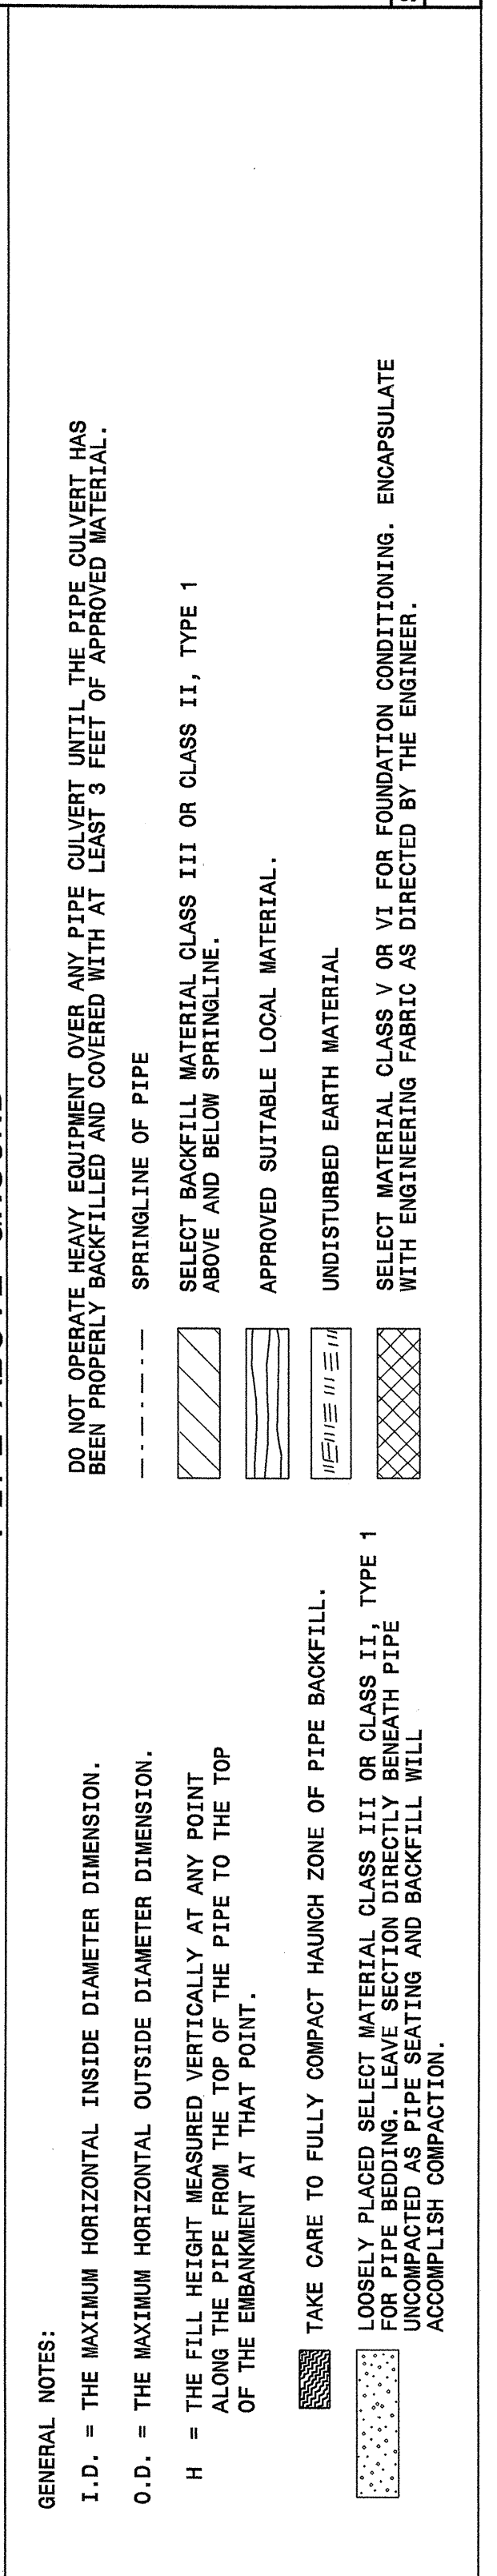 GENERAL NOTES:
I.D. = THE MAXIMUM HORIZONTAL INSIDE DIAMETER DIMENSION.
O.D. = THE MAXIMUM HORIZONTAL OUTSIDE DIAMETER DIMENSION.
H = THE FILL HEIGHT MEASURED VERTICALLY AT ANY POINT
ALONG THE PIPE FROM THE TOP OF THE PIPE TO THE TOP
OF THE EMBANKMENT AT THAT POINT.
TAKE CARE TO FULLY COMPACT HAUNCH ZONE OF PIPE BACKFILL.
LOOSELY PLACED SELECT MATERIAL CLASS III OR CLASS II, TYPE 1
FOR PIPE BEDDING. LEAVE SECTION DIRECTLY BENEATH PIPE
UNCOMPACTED AS PIPE SEATING AND BACKFILL WILL
ACCOMPLISH COMPACTION.
DO NOT OPERATE HEAVY EQUIPMENT OVER ANY PIPE CULVERT UNTIL THE PIPE CULVERT HAS
BEEN PROPERLY BACKFILLED AND COVERED WITH AT LEAST 3 FEET OF APPROVED MATERIAL.
SPRINGLINE OF PIPE
SELECT BACKFILL MATERIAL CLASS III OR CLASS II, TYPE 1
ABOVE AND BELOW SPRINGLINE.
APPROVED SUITABLE LOCAL MATERIAL.
UNDISTURBED EARTH MATERIAL
SELECT MATERIAL CLASS V OR VI FOR FOUNDATION CONDITIONING. ENCAPSULATE
WITH ENGINEERING FABRIC AS DIRECTED BY THE ENGINEER.